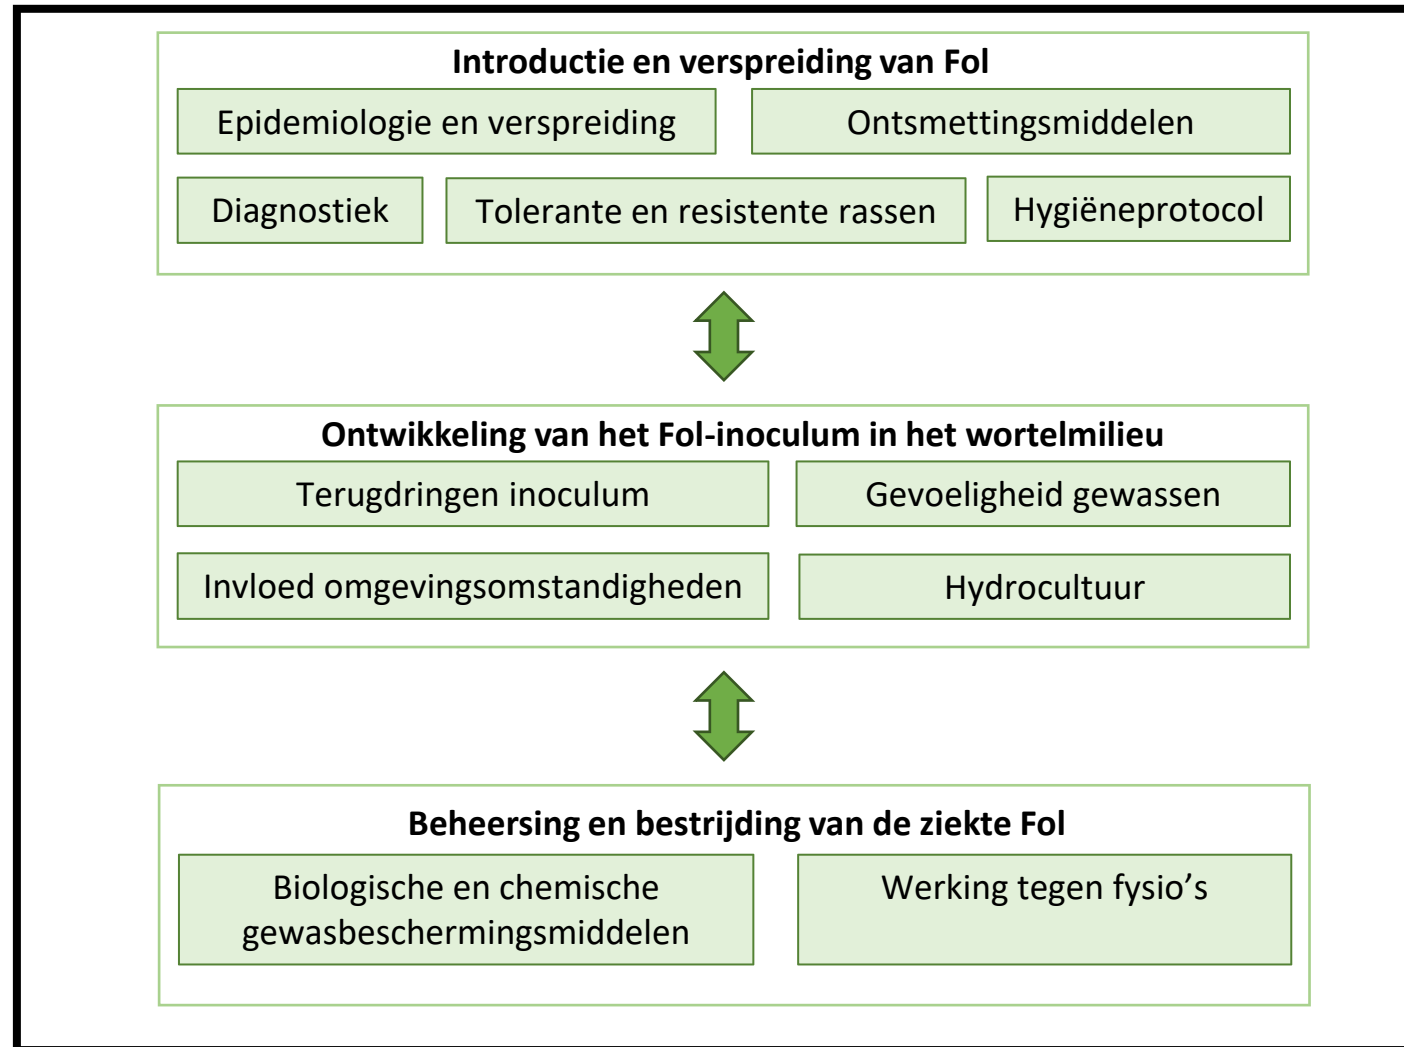 Introductie en verspreiding van Fol
Epidemiologie en verspreiding
Ontsmettingsmiddelen
Diagnostiek
Tolerante en resistente rassen
Hygiëneprotocol
Ontwikkeling van het Fol-inoculum in het wortelmilieu
Terugdringen inoculum
Gevoeligheid gewassen
Invloed omgevingsomstandigheden
Hydrocultuur
Beheersing en bestrijding van de ziekte Fol
Biologische en chemische
gewasbeschermingsmiddelen
Werking tegen fysio’s